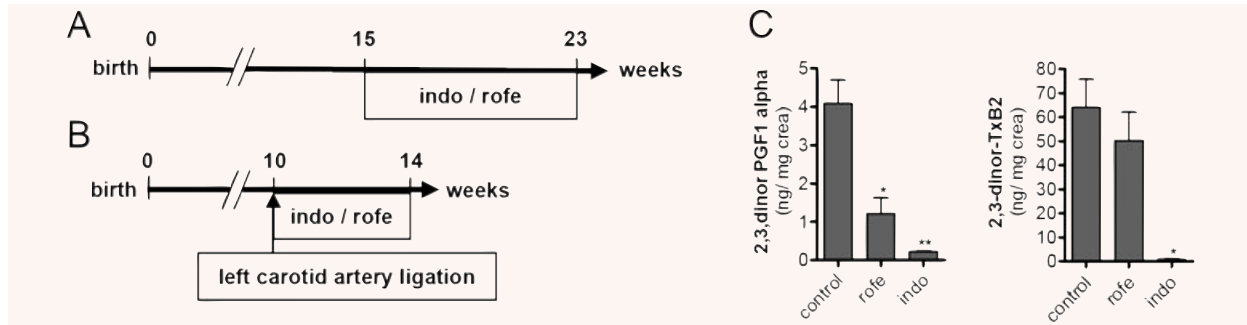 A
0 15 23
birth weeks
indo / rofe
B
0 10 14
birth weeks
indo / rofe
left carotid artery ligation
C
2,3,dinor PGF1 alpha
(ng/ mg crea)
5
4
3
2
1
0
*
**
control rofe indo
2,3-dinor-TxB2
(ng/ mg crea)
80
70
60
50
40
30
20
10
0
*
control rofe indo